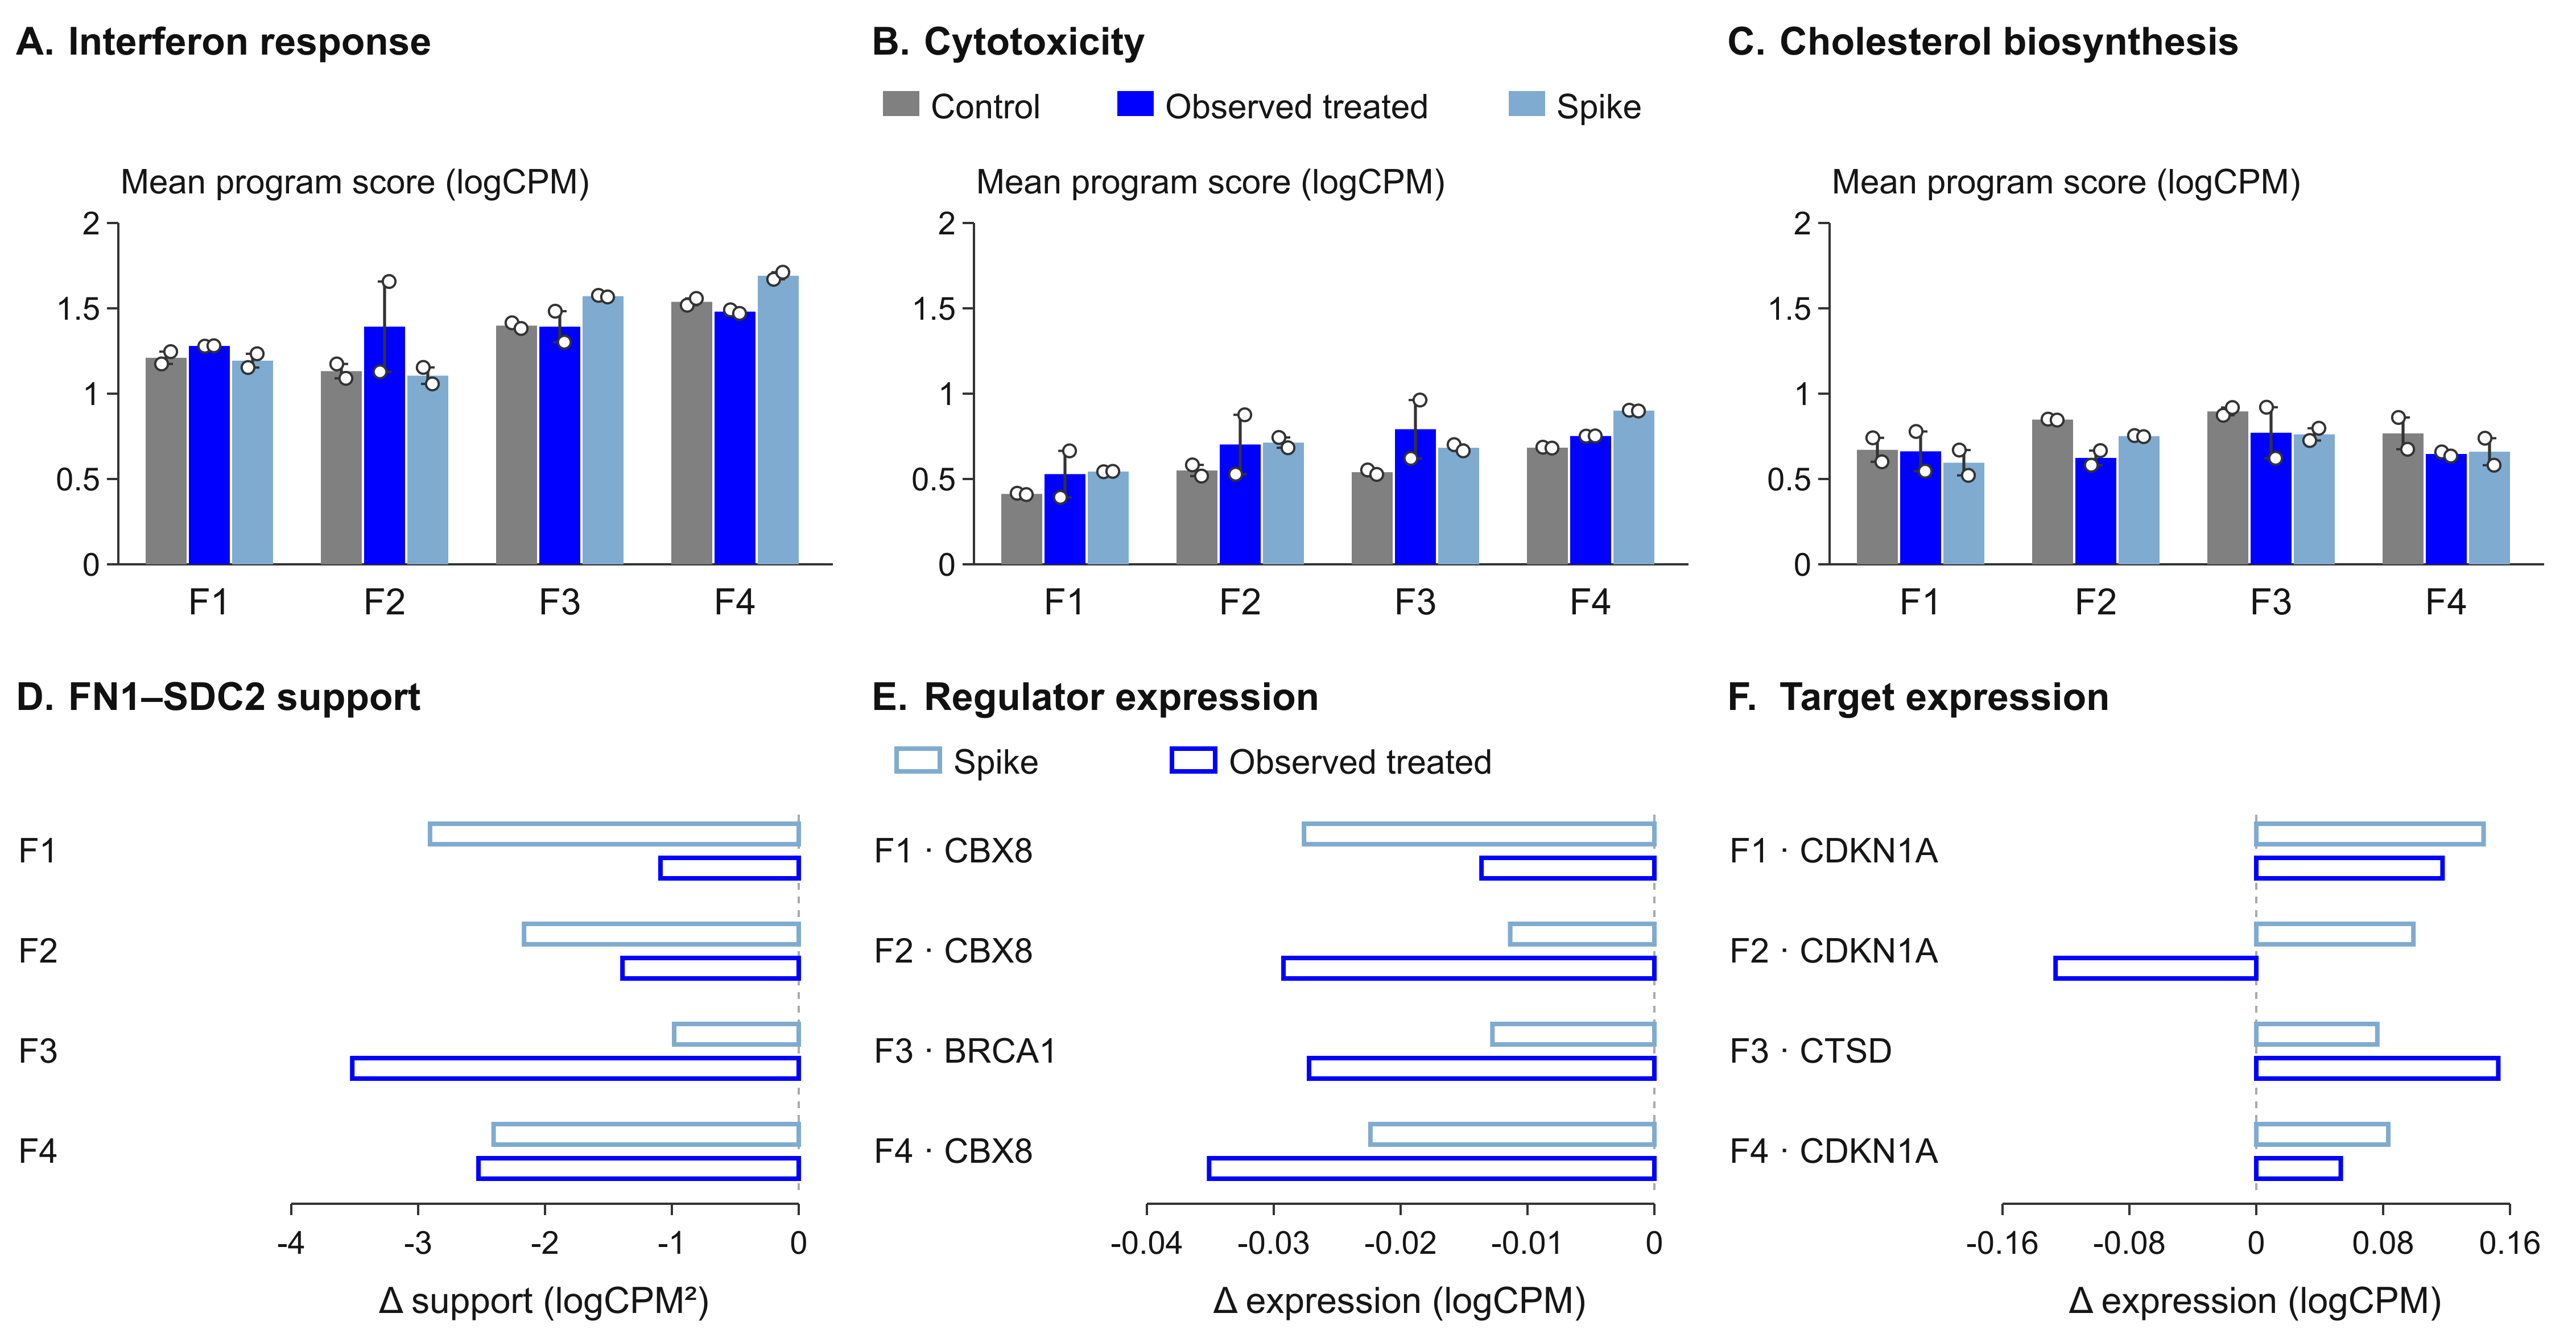 A. Interferon response
B. Cytotoxicity
C. Cholesterol biosynthesis
Control
Observed treated
Spike
Mean program score (logCPM)
Mean program score (logCPM)
Mean program score (logCPM)
2
1.5
1
0.5
0
F1
F2
F3
F4
2
1.5
1
0.5
0
F1
F2
F3
F4
2
1.5
1
0.5
0
F1
F2
F3
F4
D. FN1–SDC2 support
E. Regulator expression
F. Target expression
Spike
Observed treated
F1
F2
F3
F4
-4
-3
-2
-1
0
Δ support (logCPM²)
F1 · CBX8
F2 · CBX8
F3 · BRCA1
F4 · CBX8
-0.04
-0.03
-0.02
-0.01
0
Δ expression (logCPM)
F1 · CDKN1A
F2 · CDKN1A
F3 · CTSD
F4 · CDKN1A
-0.16
-0.08
0
0.08
0.16
Δ expression (logCPM)